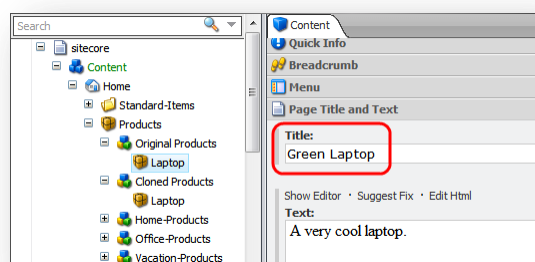 Search
sitecore
Content
Home
Standard-Items
Products
Original Products
Laptop
Cloned Products
Laptop
Home-Products
Office-Products
Vacation-Products
Content
Quick Info
Breadcrumb
Menu
Page Title and Text
Title:
Green Laptop
Show Editor · Suggest Fix · Edit Html
Text:
A very cool laptop.